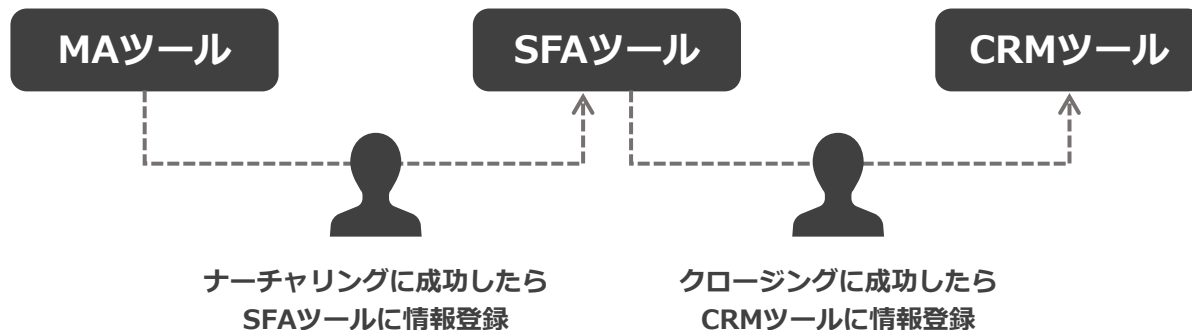 MAツール
SFAツール
CRMツール
ナーチャリングに成功したら
SFAツールに情報登録
クロージングに成功したら
CRMツールに情報登録